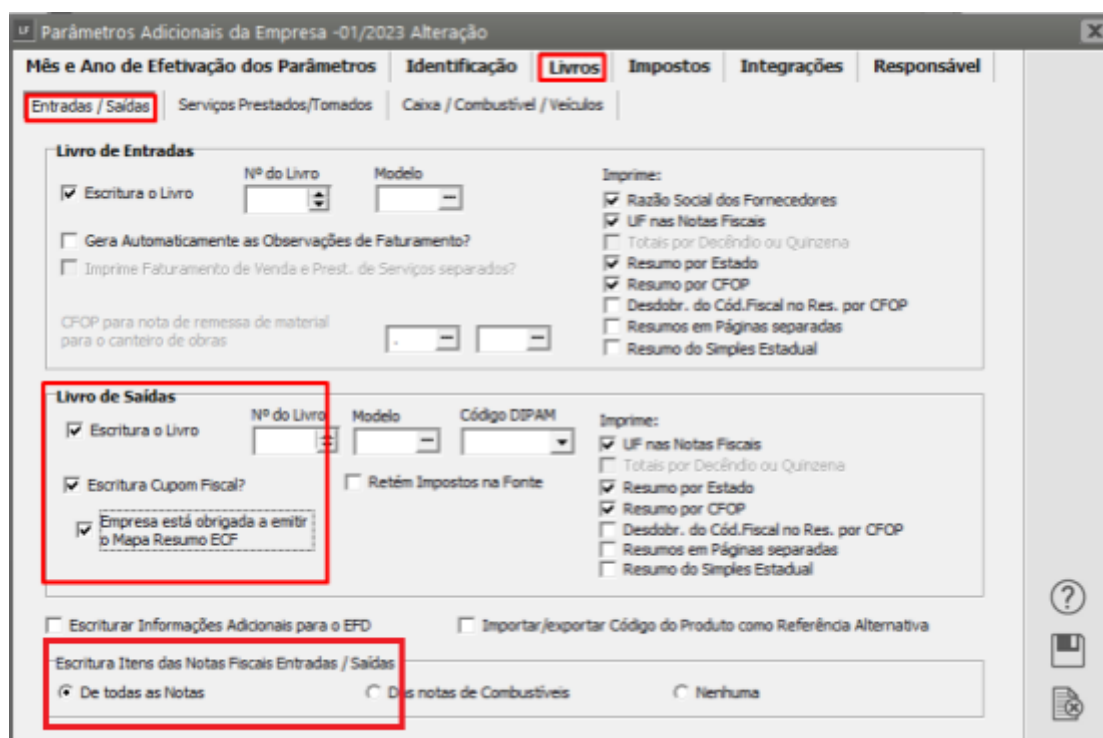 LF Parâmetros Adicionais da Empresa -01/2023 Alteração
Mês e Ano de Efetivação dos Parâmetros Identificação Livros Impostos Integrações Responsável
Entradas / Saídas Serviços Prestados/Tomados Caixa / Combustível / Veículos
Livro de Entradas
Nº do Livro Modelo
Escritura o Livro
Gera Automaticamente as Observações de Faturamento?
Imprime Faturamento de Venda e Prest. de Serviços separados?
CFOP para nota de remessa de material
para o canteiro de obras
Imprime:
Razão Social dos Fornecedores
UF nas Notas Fiscais
Totais por Decêndio ou Quinzena
Resumo por Estado
Resumo por CFOP
Desdobr. do Cód.Fiscal no Res. por CFOP
Resumos em Páginas separadas
Resumo do Simples Estadual
Livro de Saídas
Nº do Livro Modelo Código DIPAM
Escritura o Livro
Escritura Cupom Fiscal? Retém Impostos na Fonte
Empresa está obrigada a emitir
o Mapa Resumo ECF
Imprime:
UF nas Notas Fiscais
Totais por Decêndio ou Quinzena
Resumo por Estado
Resumo por CFOP
Desdobr. do Cód.Fiscal no Res. por CFOP
Resumos em Páginas separadas
Resumo do Simples Estadual
Escriturar Informações Adicionais para o EFD Importar/exportar Código do Produto como Referência Alternativa
Escritura Itens das Notas Fiscais Entradas / Saídas
De todas as Notas Das notas de Combustíveis Nenhuma